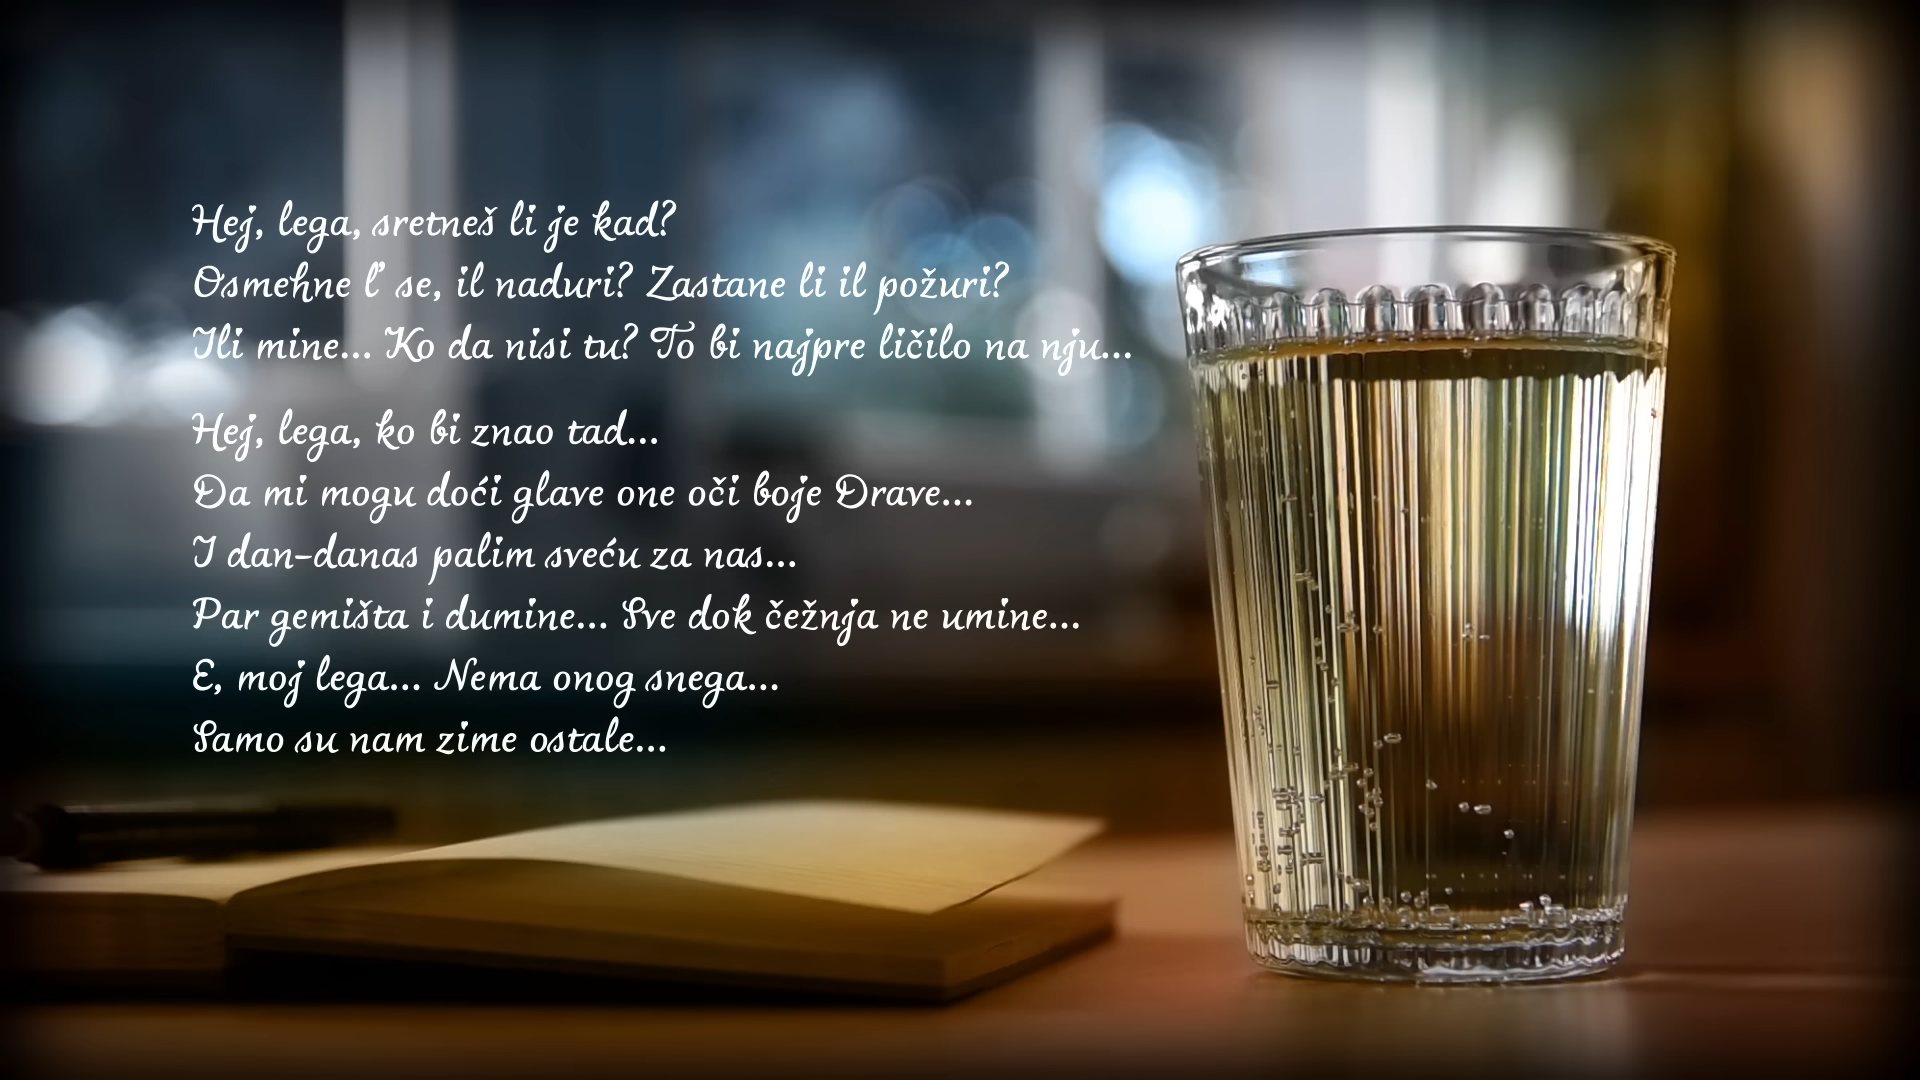 Hej, lega, sretneš li je kad?
Osmehne l' se, il naduri? Zastane li il požuri?
Ili mine... Ko da nisi tu? To bi najpre ličilo na nju...
Hej, lega, ko bi znao tad...
Da mi mogu doći glave one oči boje Drave...
I dan-danas palim sveću za nas...
Par gemišta i dumine... Sve dok čežnja ne umine...
E, moj lega... Nema onog snega...
Samo su nam zime ostale...